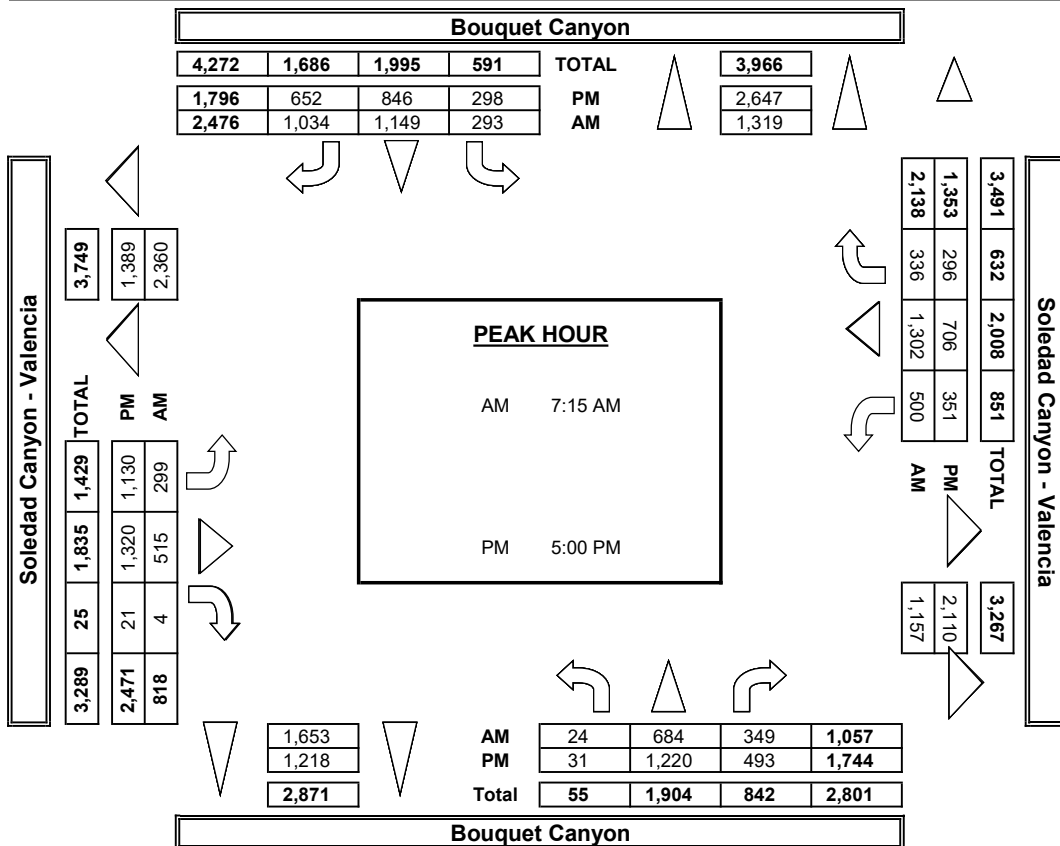 Bouquet Canyon
4,272 1,686 1,995 591 TOTAL 3,966
1,796 652 846 298 PM 2,647
2,476 1,034 1,149 293 AM 1,319
Soledad Canyon - Valencia
3,749
1,389
2,360
TOTAL
PM
AM
1,429 1,835 25 3,289
1,130 1,320 21 2,471
299 515 4 818
PEAK HOUR
AM 7:15 AM
PM 5:00 PM
3,491 632 2,008 851 TOTAL 3,267
1,353 296 706 351 PM 2,110
2,138 336 1,302 500 AM 1,157
Soledad Canyon - Valencia
1,653 AM 24 684 349 1,057
1,218 PM 31 1,220 493 1,744
2,871 Total 55 1,904 842 2,801
Bouquet Canyon